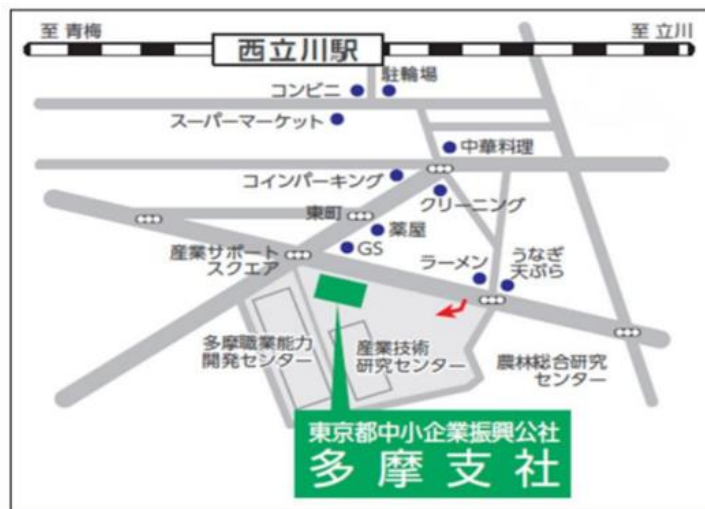 至 青梅
西立川駅
至 立川
コンビニ
駐輪場
スーパーマーケット
中華料理
コインパーキング
クリーニング
東町
薬屋
GS
産業サポート
スクエア
ラーメン
うなぎ
天ぷら
多摩職業能力
開発センター
産業技術
研究センター
農林総合研究
センター
東京都中小企業振興公社
多摩支社